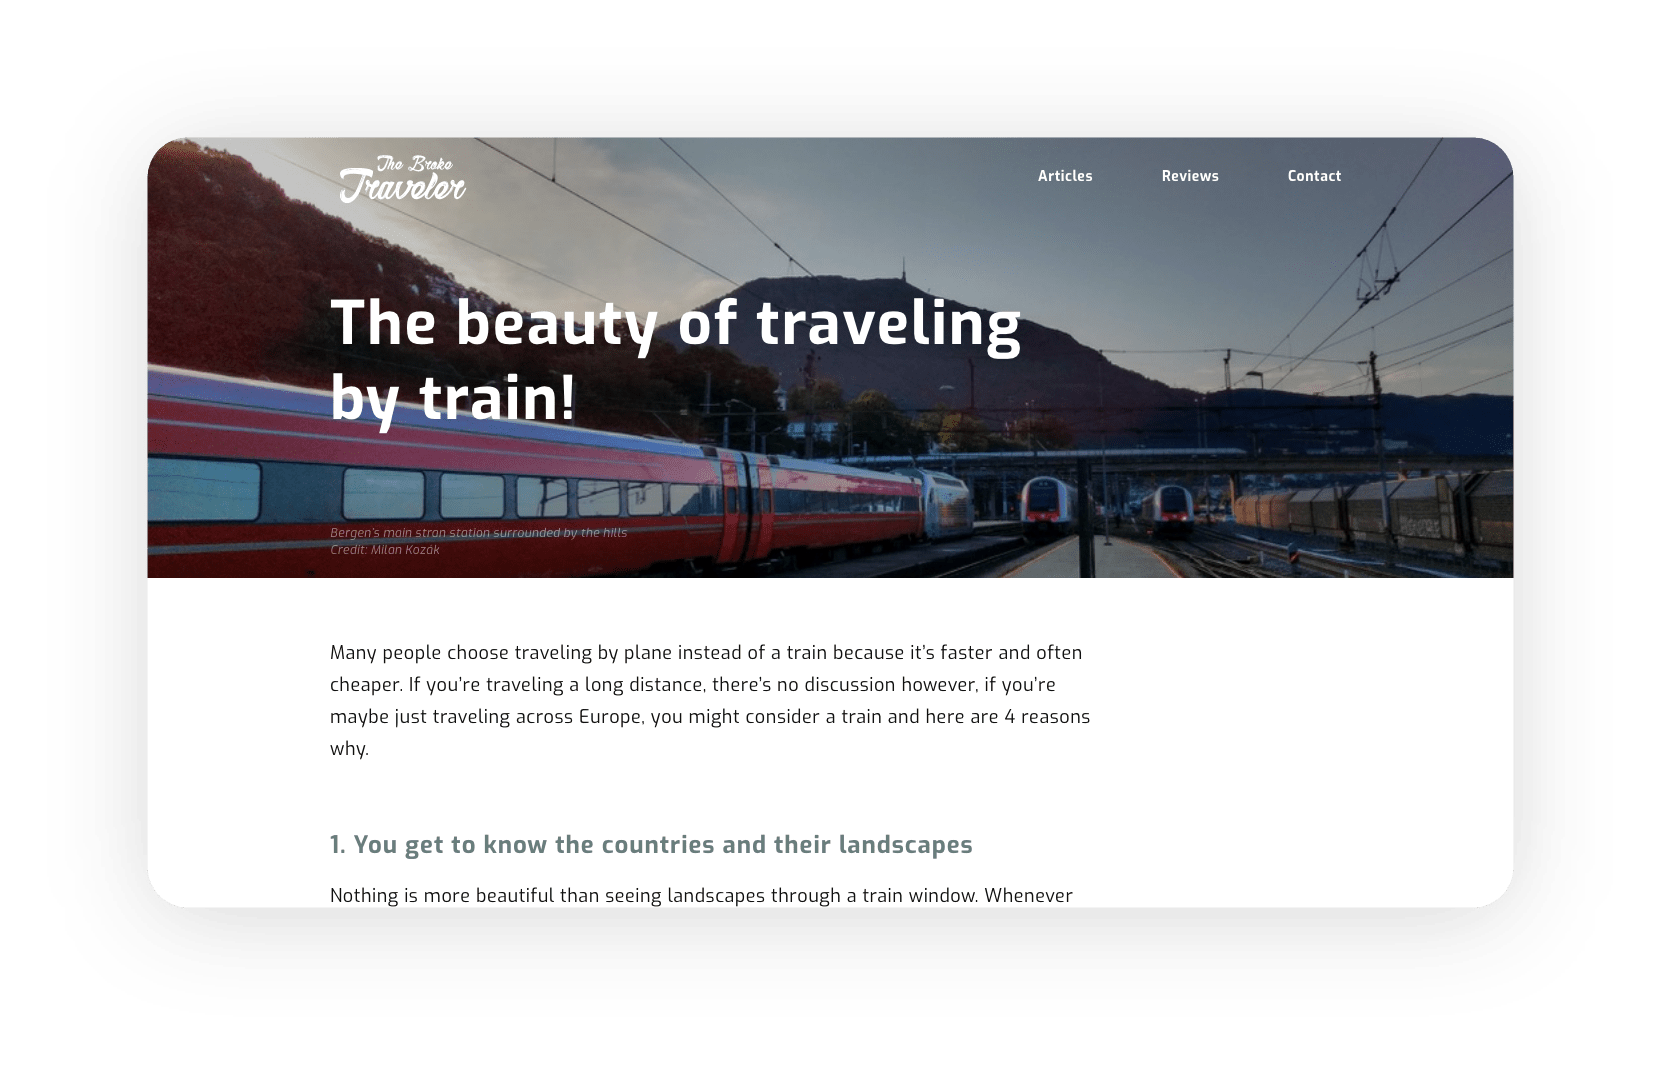 The Broke
Traveler
Articles Reviews Contact
The beauty of traveling
by train!
Bergen's main stran station surrounded by the hills
Credit: Milan Kozák
Many people choose traveling by plane instead of a train because it's faster and often
cheaper. If you're traveling a long distance, there's no discussion however, if you're
maybe just traveling across Europe, you might consider a train and here are 4 reasons
why.
1. You get to know the countries and their landscapes
Nothing is more beautiful than seeing landscapes through a train window. Whenever